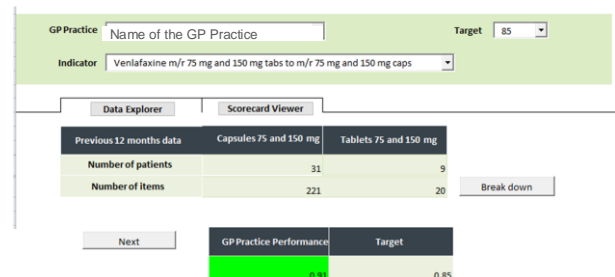 GP Practice Name of the GP Practice Target 85
Indicator Venlafaxine m/r 75 mg and 150 mg tabs to m/r 75 mg and 150 mg caps
Data Explorer Scorecard Viewer
Previous 12 months data Capsules 75 and 150 mg Tablets 75 and 150 mg
Number of patients 31 9
Number of items 221 20 Break down
Next GP Practice Performance Target
0.91 0.85